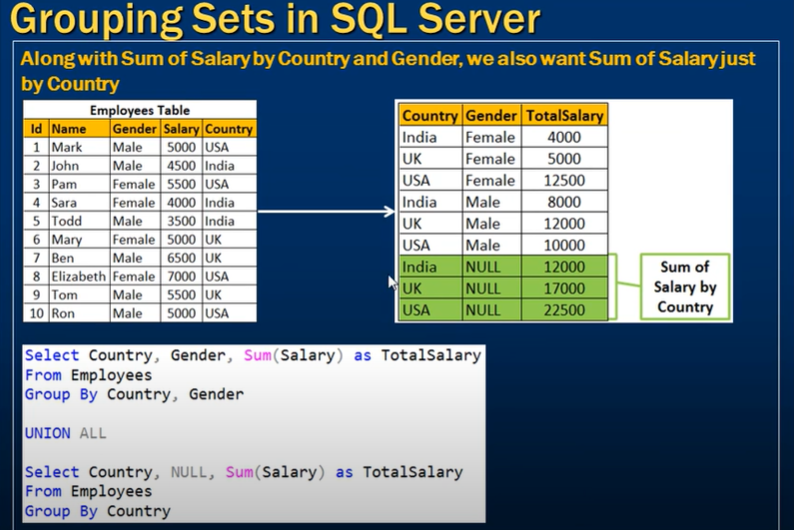 Grouping Sets in SQL Server
Along with Sum of Salary by Country and Gender, we also want Sum of Salary just
by Country
Employees Table
Id Name Gender Salary Country
1 Mark Male 5000 USA
2 John Male 4500 India
3 Pam Female 5500 USA
4 Sara Female 4000 India
5 Todd Male 3500 India
6 Mary Female 5000 UK
7 Ben Male 6500 UK
8 Elizabeth Female 7000 USA
9 Tom Male 5500 UK
10 Ron Male 5000 USA
Country Gender TotalSalary
India Female 4000
UK Female 5000
USA Female 12500
India Male 8000
UK Male 12000
USA Male 10000
India NULL 12000
UK NULL 17000
USA NULL 22500
Sum of
Salary by
Country
Select Country, Gender, Sum(Salary) as TotalSalary
From Employees
Group By Country, Gender
UNION ALL
Select Country, NULL, Sum(Salary) as TotalSalary
From Employees
Group By Country